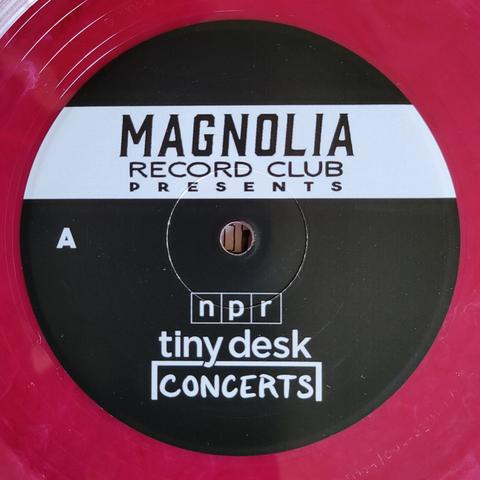 MAGNOLIA
RECORD CLUB
PRESENTS
A
npr
tiny desk
CONCERTS